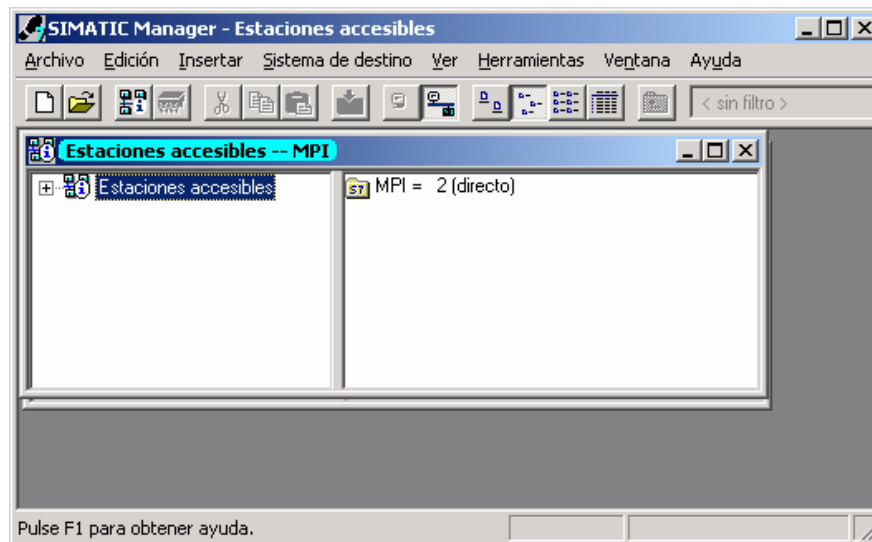 SIMATIC Manager - Estaciones accesibles
Archivo Edición Insertar Sistema de destino Ver Herramientas Ventana Ayuda
< sin filtro >
Estaciones accesibles -- MPI
Estaciones accesibles
S7 MPI = 2 (directo)
Pulse F1 para obtener ayuda.